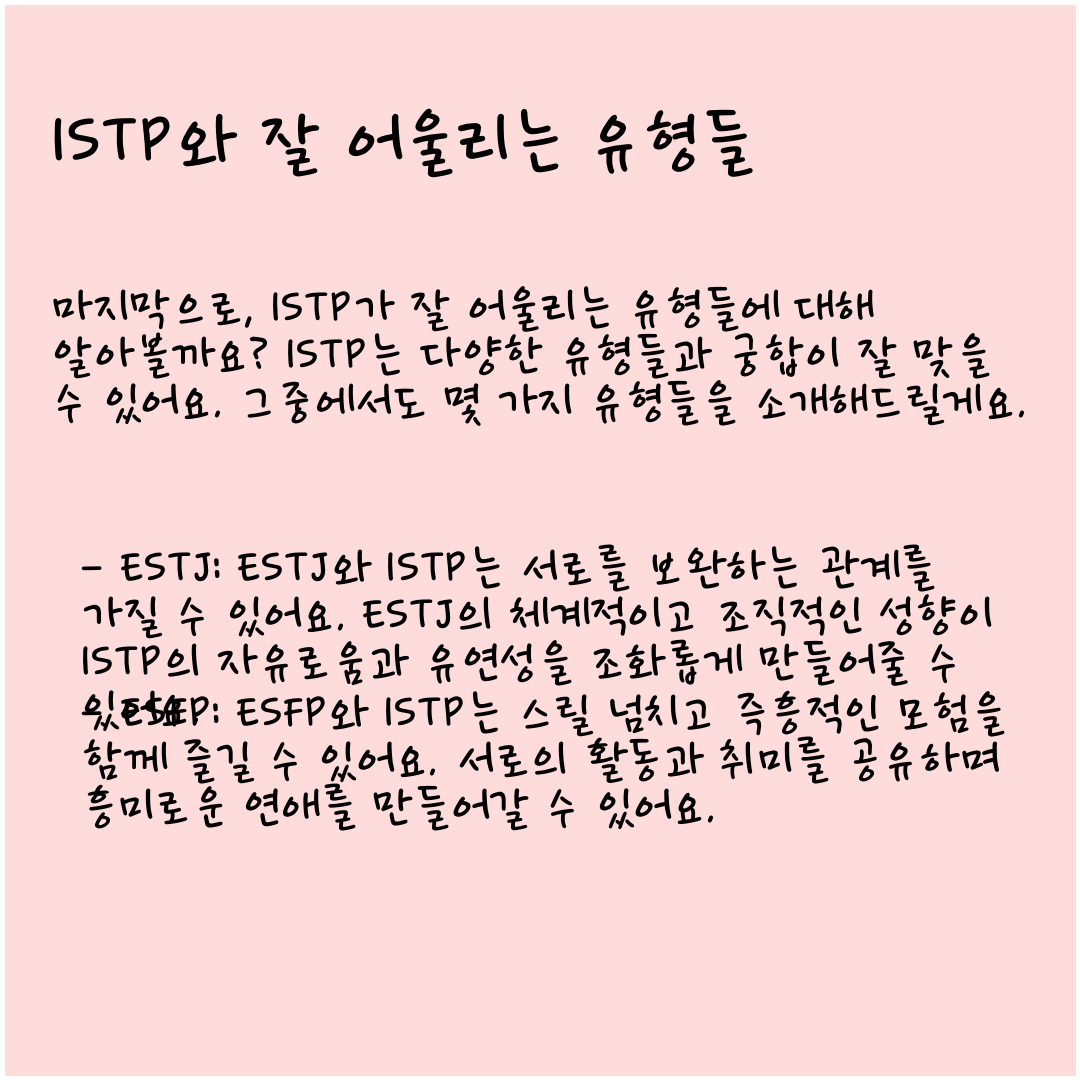 ISTP와 잘 어울리는 유형들
마지막으로, ISTP가 잘 어울리는 유형들에 대해
알아볼까요? ISTP는 다양한 유형들과 궁합이 잘 맞을
수 있어요. 그 중에서도 몇 가지 유형들을 소개해드릴게요.
- ESTJ: ESTJ와 ISTP는 서로를 보완하는 관계를
가질 수 있어요. ESTJ의 체계적이고 조직적인 성향이
ISTP의 자유로움과 유연성을 조화롭게 만들어줄 수
있어요.
- ESFP: ESFP와 ISTP는 스릴 넘치고 즉흥적인 모험을
함께 즐길 수 있어요. 서로의 활동과 취미를 공유하며
흥미로운 연애를 만들어갈 수 있어요.